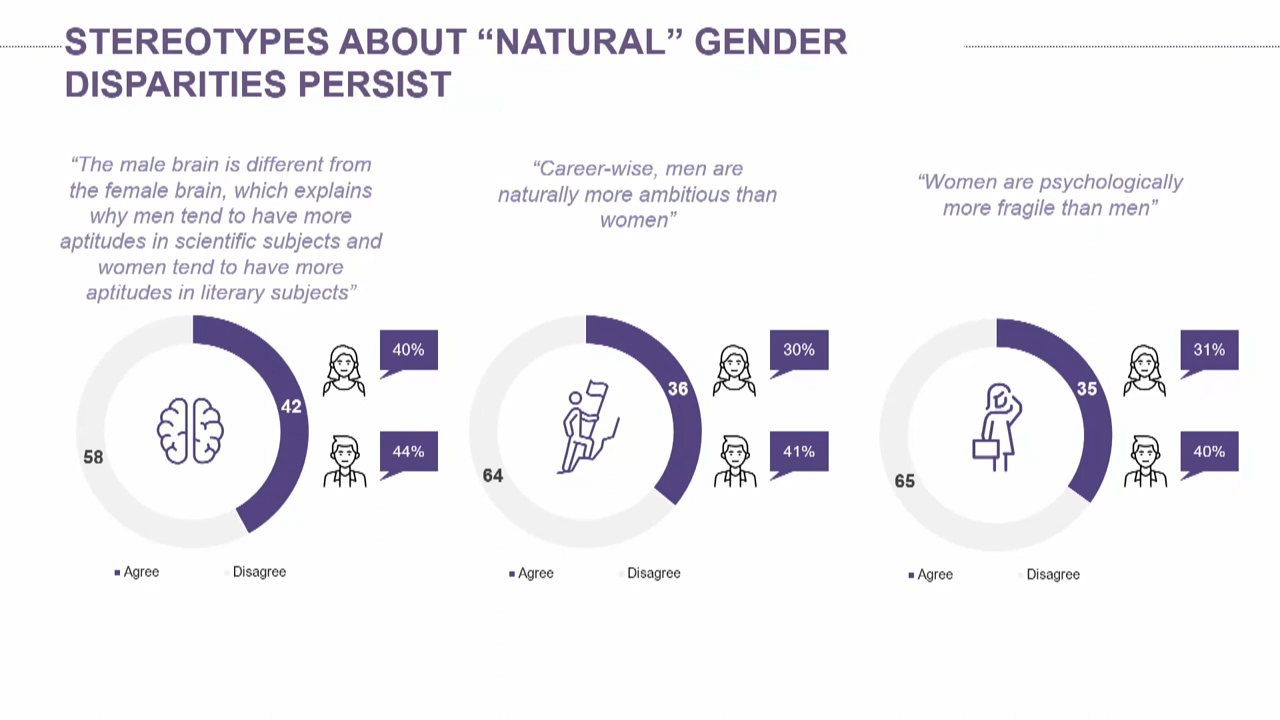 STEREOTYPES ABOUT “NATURAL” GENDER
DISPARITIES PERSIST
“The male brain is different from
the female brain, which explains
why men tend to have more
aptitudes in scientific subjects and
women tend to have more
aptitudes in literary subjects”
42
58
40%
44%
Agree
Disagree
“Career-wise, men are
naturally more ambitious than
women”
36
64
30%
41%
Agree
Disagree
“Women are psychologically
more fragile than men”
35
65
31%
40%
Agree
Disagree